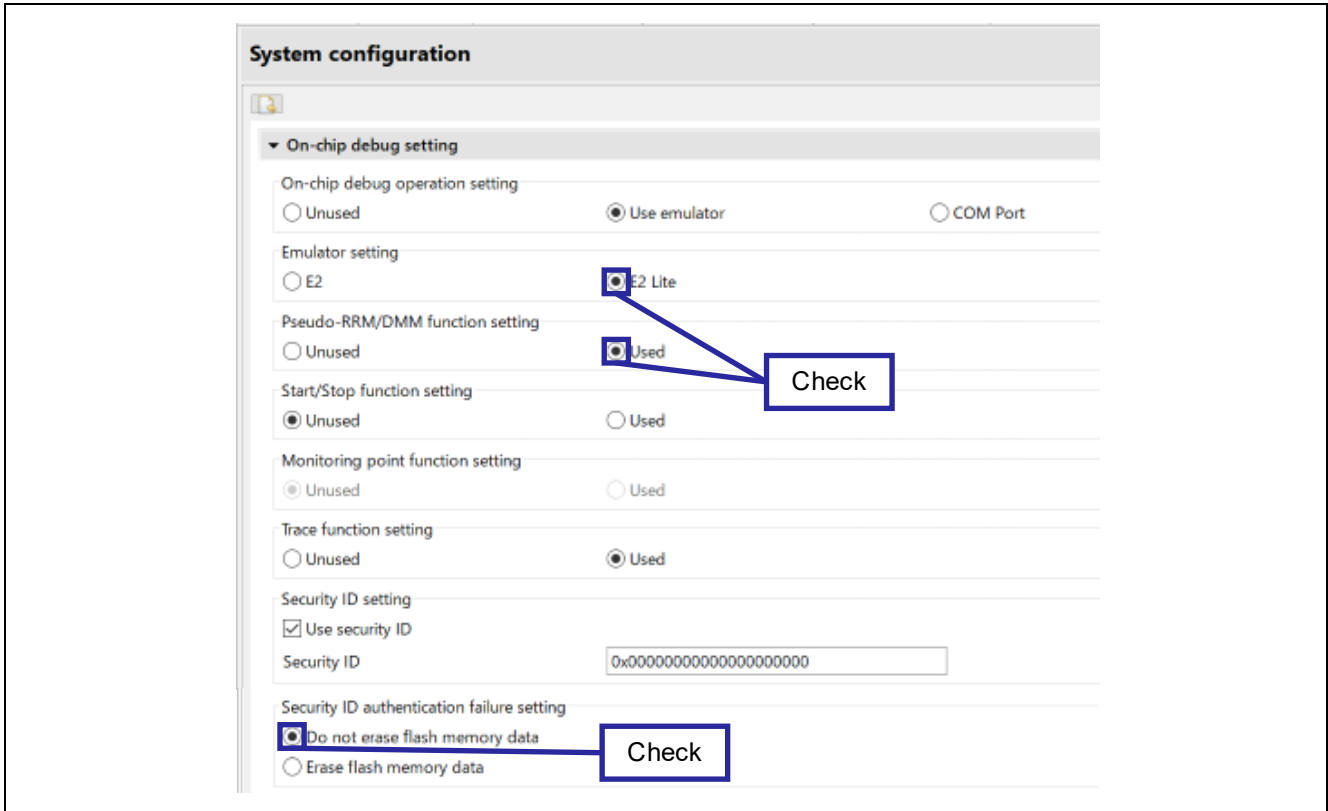 System configuration
On-chip debug setting
On-chip debug operation setting
Unused Use emulator COM Port
Emulator setting
E2 E2 Lite
Pseudo-RRM/DMM function setting
Unused Used
Check
Start/Stop function setting
Unused Used
Monitoring point function setting
Unused Used
Trace function setting
Unused Used
Security ID setting
Use security ID
Security ID 0x00000000000000000000
Security ID authentication failure setting
Do not erase flash memory data
Check
Erase flash memory data